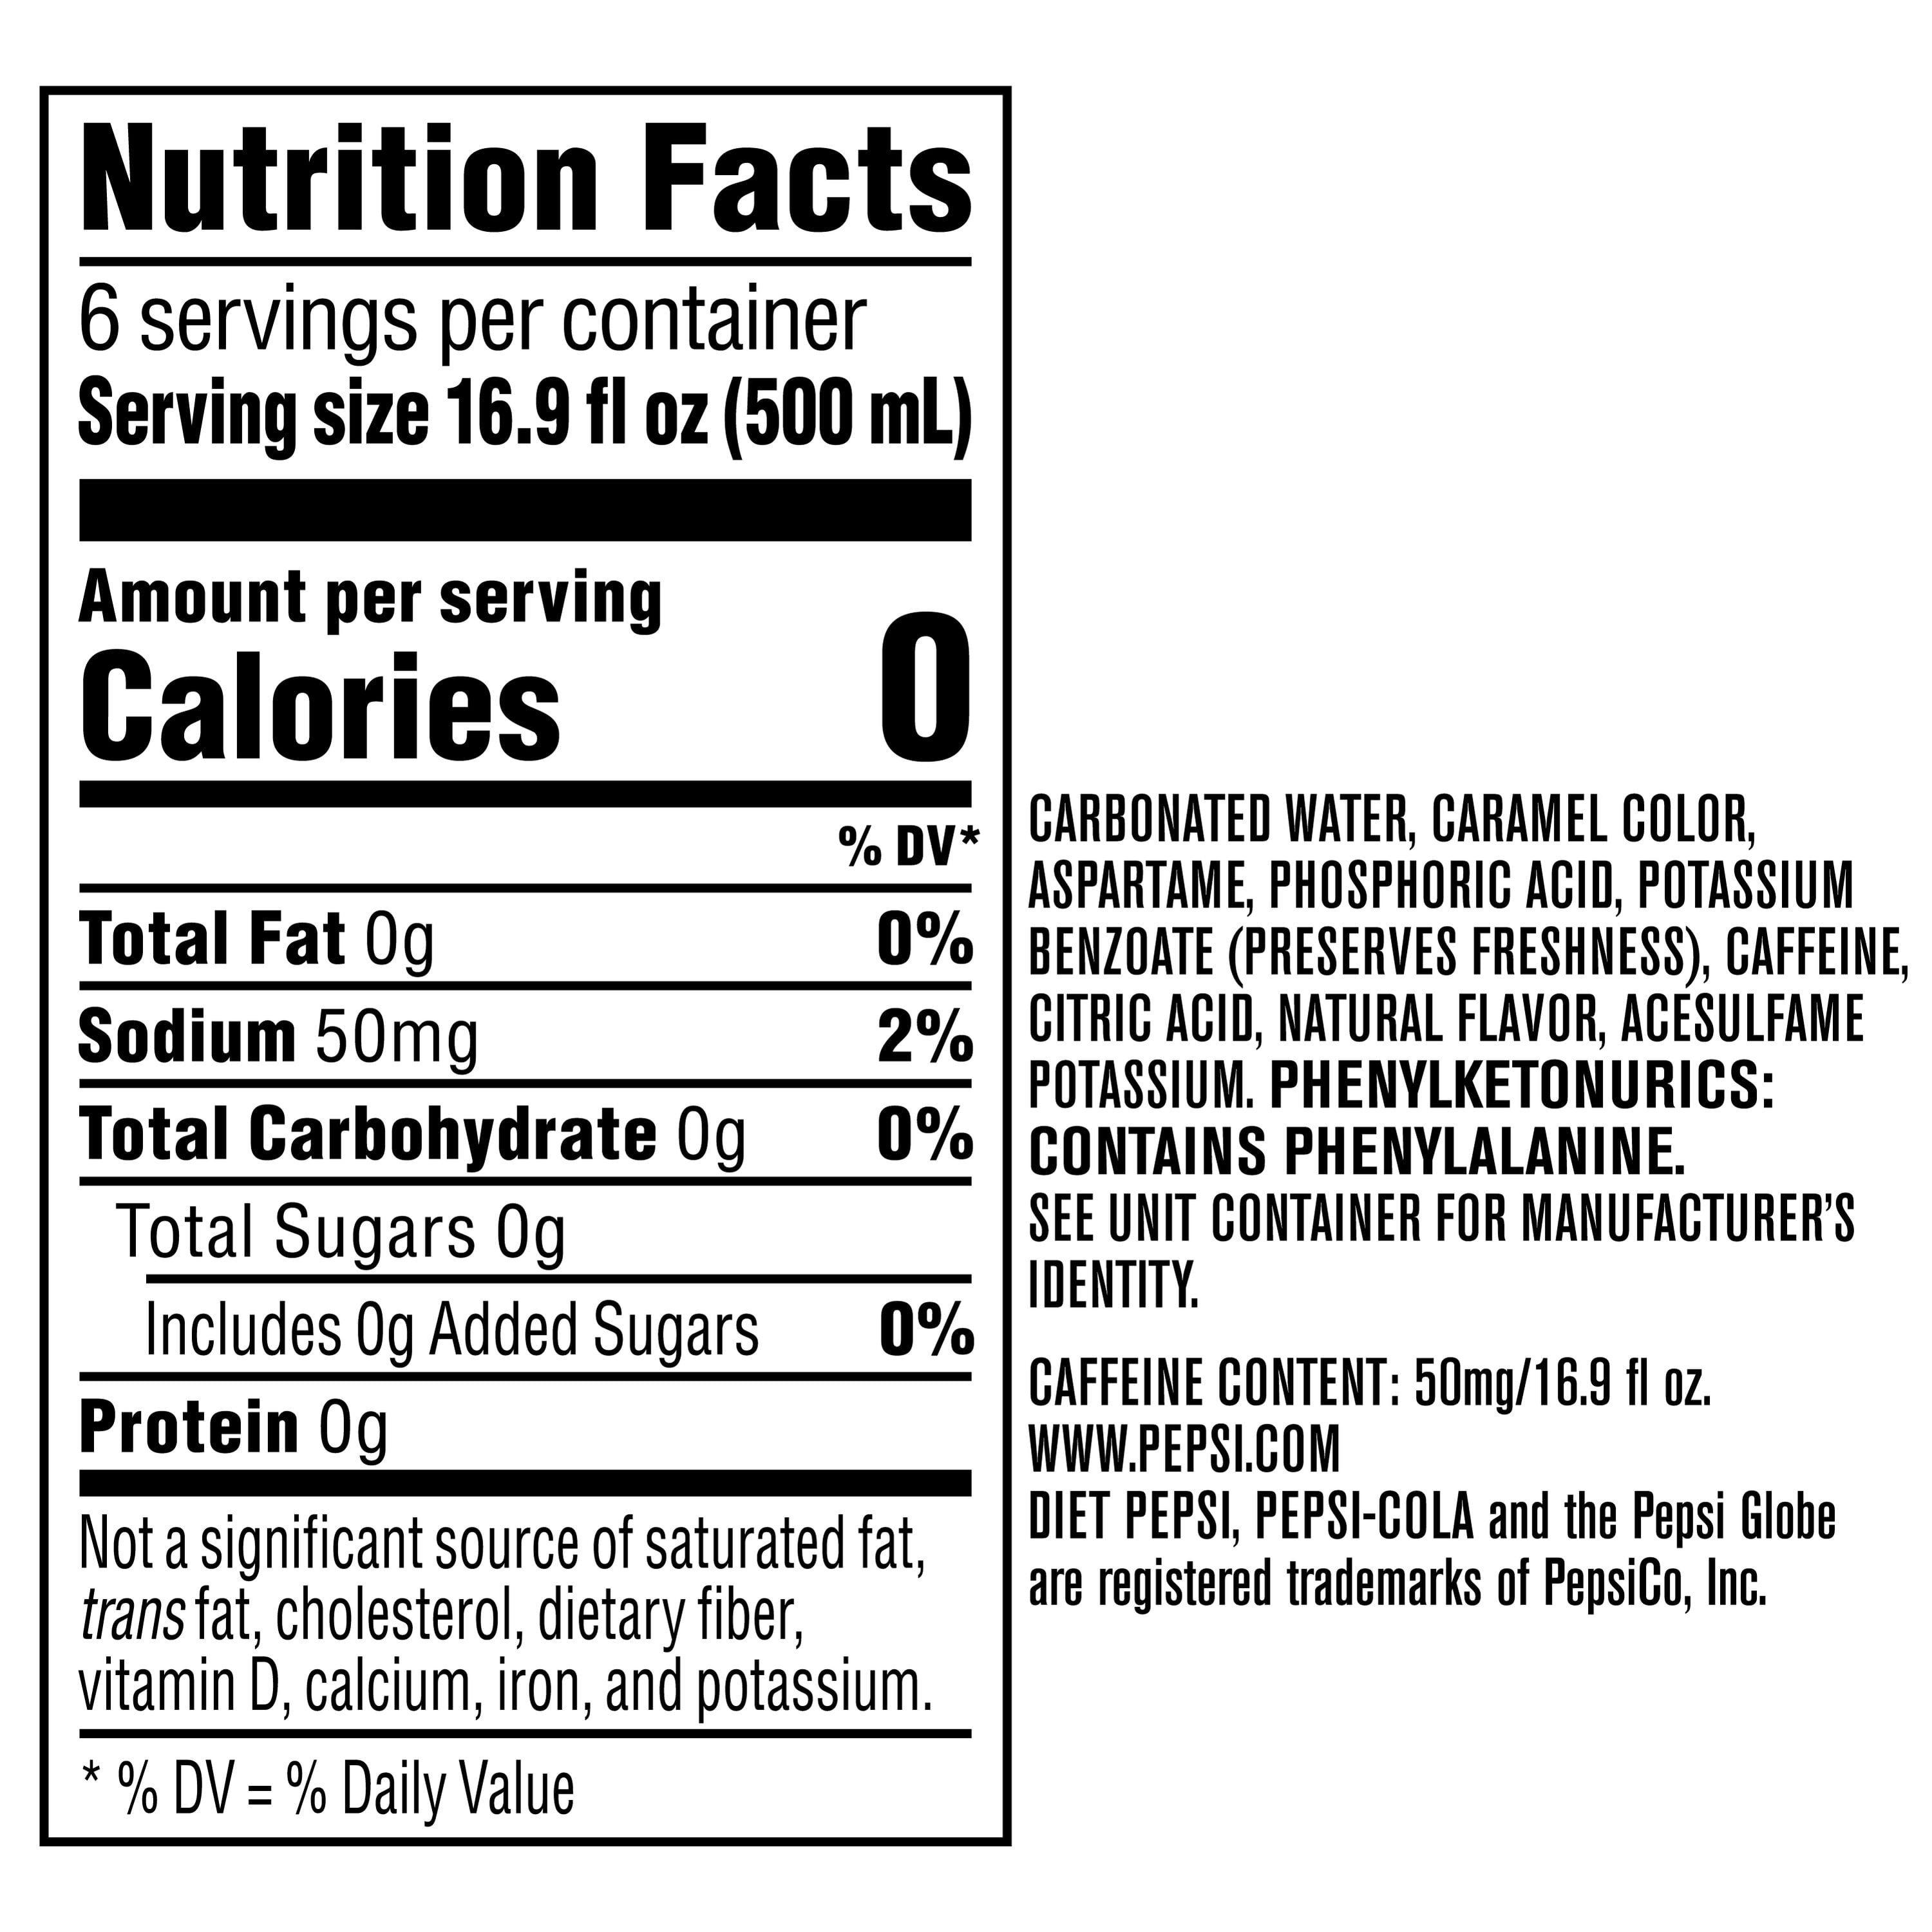 Nutrition Facts
6 servings per container
Serving size 16.9 fl oz (500 mL)
Amount per serving
Calories 0
% DV*
Total Fat 0g 0%
Sodium 50mg 2%
Total Carbohydrate 0g 0%
Total Sugars 0g
Includes 0g Added Sugars 0%
Protein 0g
Not a significant source of saturated fat,
trans fat, cholesterol, dietary fiber,
vitamin D, calcium, iron, and potassium.
* % DV = % Daily Value
CARBONATED WATER, CARAMEL COLOR,
ASPARTAME, PHOSPHORIC ACID, POTASSIUM
BENZOATE (PRESERVES FRESHNESS), CAFFEINE,
CITRIC ACID, NATURAL FLAVOR, ACESULFAME
POTASSIUM. PHENYLKETONURICS:
CONTAINS PHENYLALANINE.
SEE UNIT CONTAINER FOR MANUFACTURER'S
IDENTITY.
CAFFEINE CONTENT: 50mg/16.9 fl oz.
WWW.PEPSI.COM
DIET PEPSI, PEPSI-COLA and the Pepsi Globe
are registered trademarks of PepsiCo, Inc.